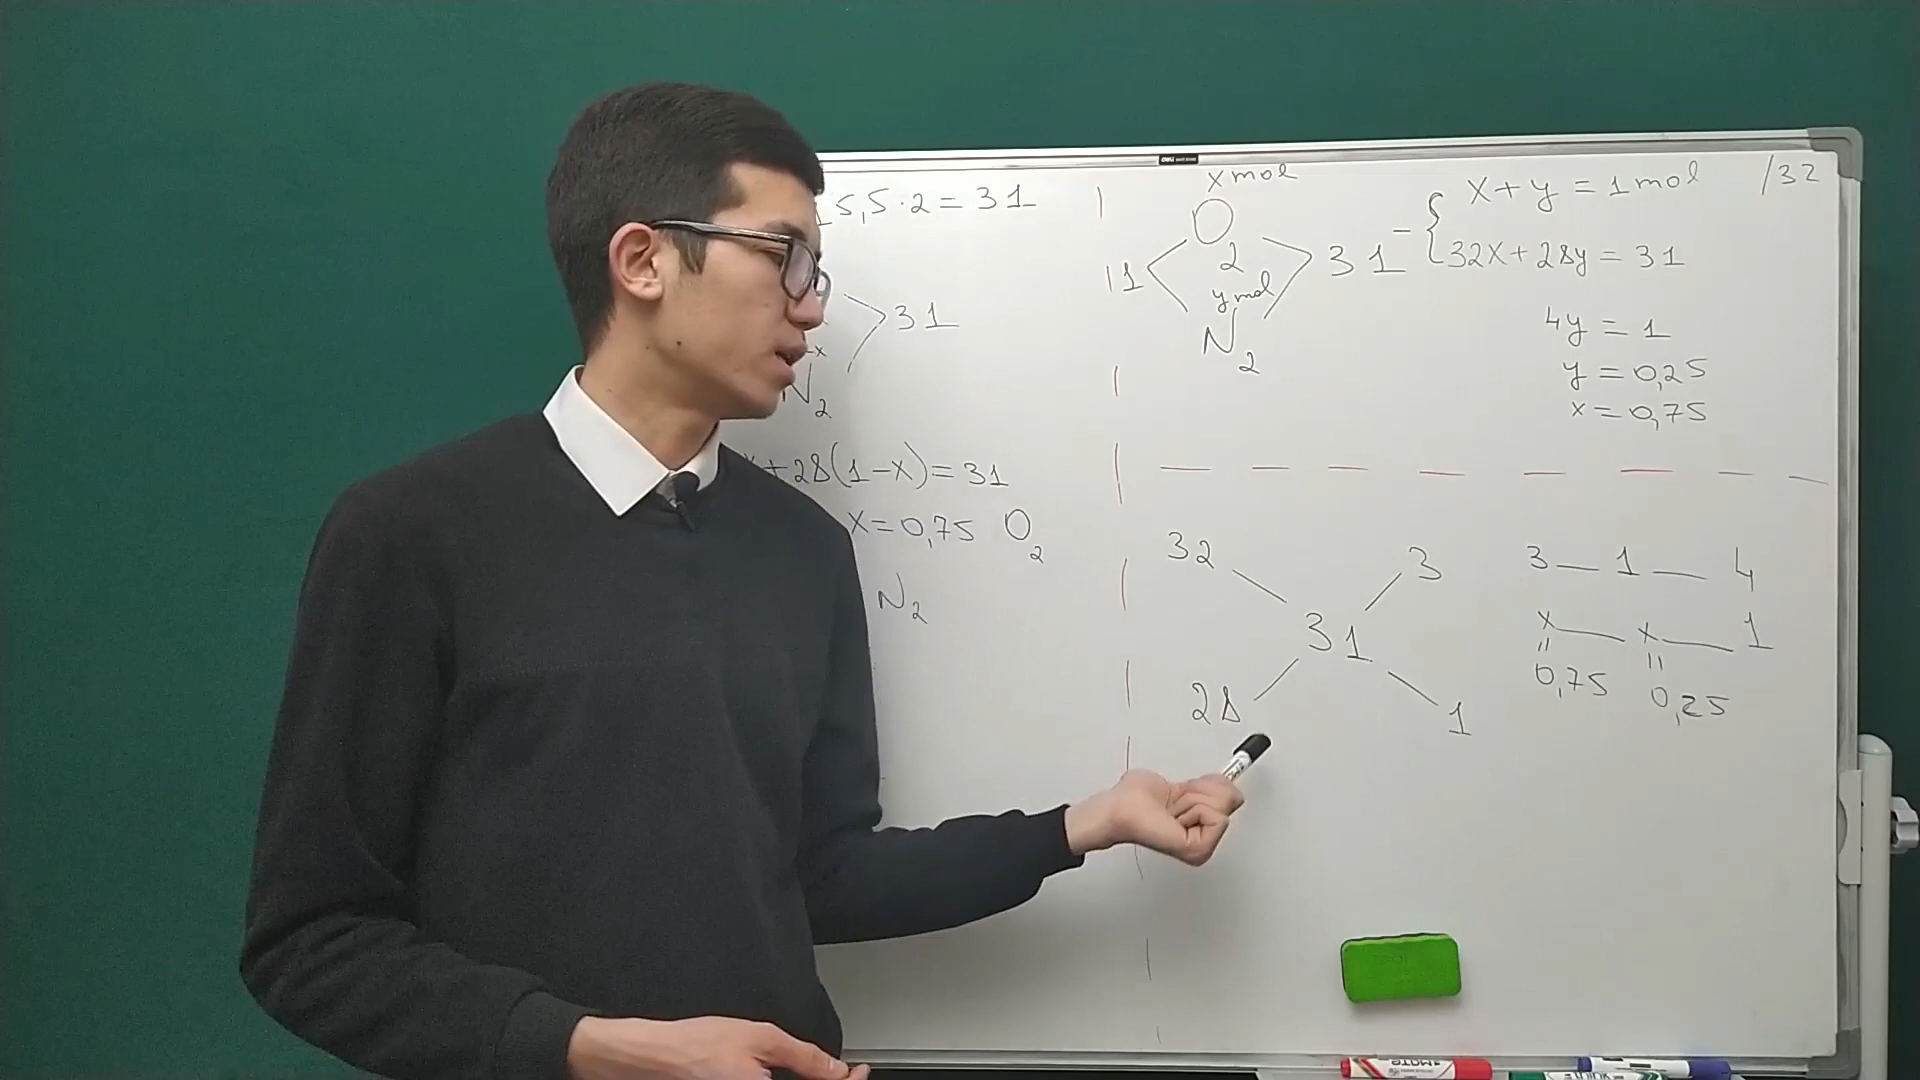 15,5·2=31
31
-x
N2
x+28(1-x)=31
x=0,75 O2
N2
x mol
O2
11
y mol
N2
31
x+y=1mol /32
32x+28y=31
4y=1
y=0,25
x=0,75
32 3
31
28 1
3 — 1 — 4
x — x — 1
0,75 0,25